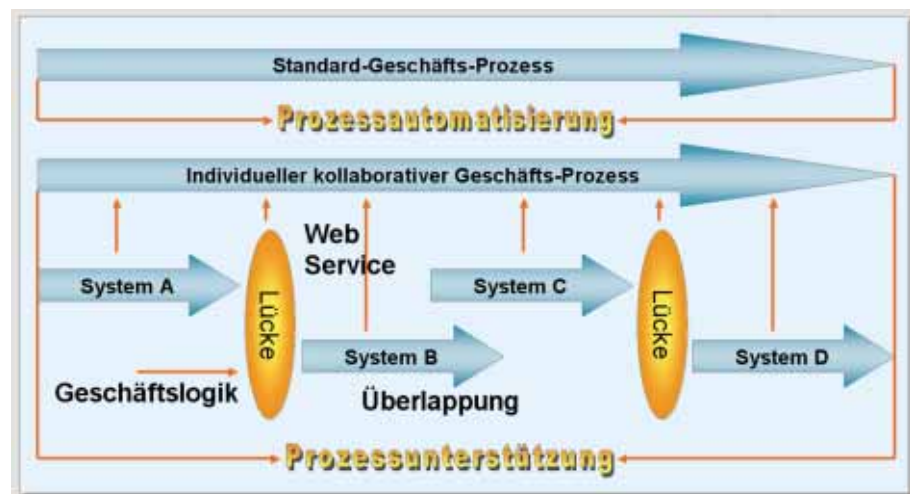 Standard-Geschäfts-Prozess
Prozessautomatisierung
Individueller kollaborativer Geschäfts-Prozess
Web
Service
System A
Lücke
System C
Lücke
System B
System D
Geschäftslogik
Überlappung
Prozessunterstützung